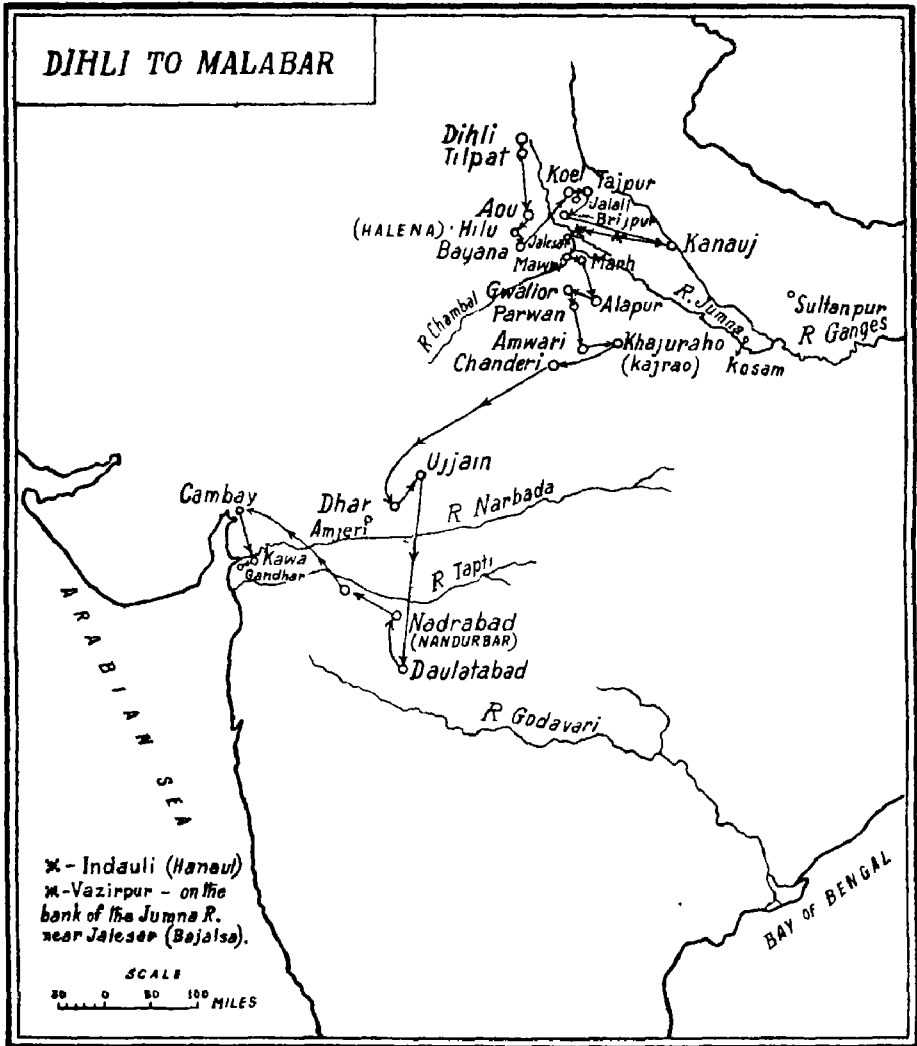 DIHLI TO MALABAR
Dihli
Tilpat
Koel
Tajpur
Jalali
Aou
Brijpur
(HALENA)
Hilu
Bayana
Jalesar
Kanauj
Mawri
Marh
R. Chambal
Gwalior
Alapur
R. Jumna
Sultanpur
Parwan
R Ganges
Amwari
Khajuraho
(Kajrao)
Kosam
Chanderi
Ujjain
Cambay
Dhar
R Narbada
Amjeri
Kawa
Gandhar
R Tapti
Nadrabad
(NANDURBAR)
Daulatabad
R Godavari
ARABIAN SEA
BAY OF BENGAL
* - Indauli (Hanaul)
* - Vazirpur - on the
bank of the Jumna R.
near Jalesar (Bajalsa).
SCALE
50 0 50 100 MILES